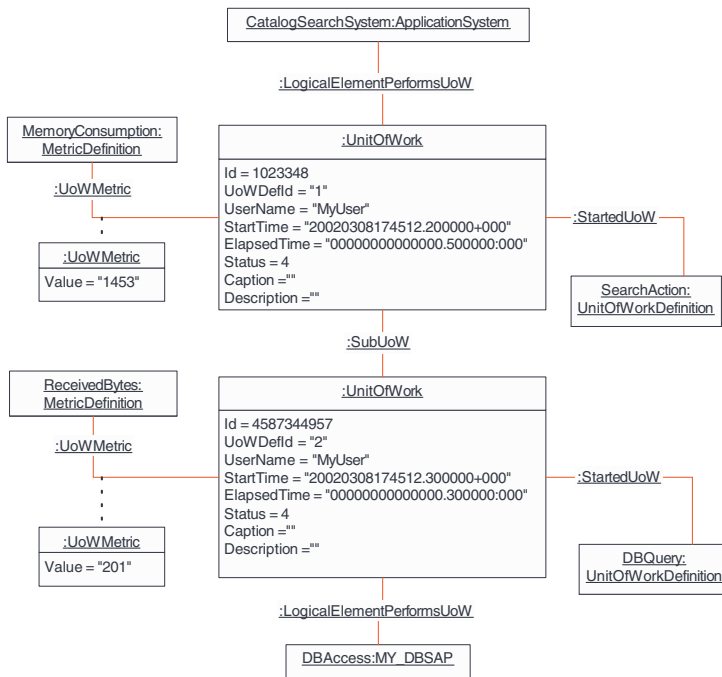 CatalogSearchSystem:ApplicationSystem
:LogicalElementPerformsUoW
MemoryConsumption:
MetricDefinition
:UoWMetric
:UoWMetric
Value = "1453"
:UnitOfWork
Id = 1023348
UoWDefId = "1"
UserName = "MyUser"
StartTime = "20020308174512.200000+000"
ElapsedTime = "00000000000000.500000:000"
Status = 4
Caption =""
Description =""
:StartedUoW
SearchAction:
UnitOfWorkDefinition
:SubUoW
ReceivedBytes:
MetricDefinition
:UoWMetric
:UoWMetric
Value = "201"
:UnitOfWork
Id = 4587344957
UoWDefId = "2"
UserName = "MyUser"
StartTime = "20020308174512.300000+000"
ElapsedTime = "00000000000000.300000:000"
Status = 4
Caption =""
Description =""
:StartedUoW
DBQuery:
UnitOfWorkDefinition
:LogicalElementPerformsUoW
DBAccess:MY_DBSAP